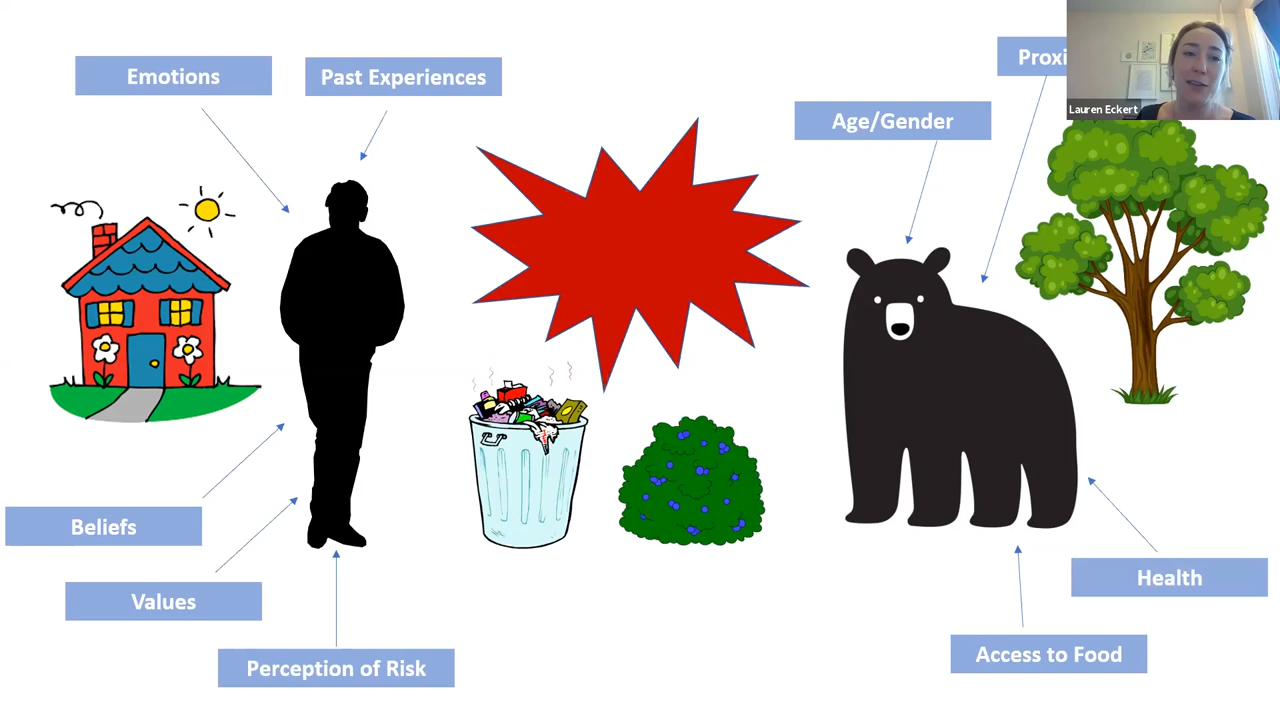 Emotions
Past Experiences
Age/Gender
Lauren Eckert
Beliefs
Values
Perception of Risk
Health
Access to Food